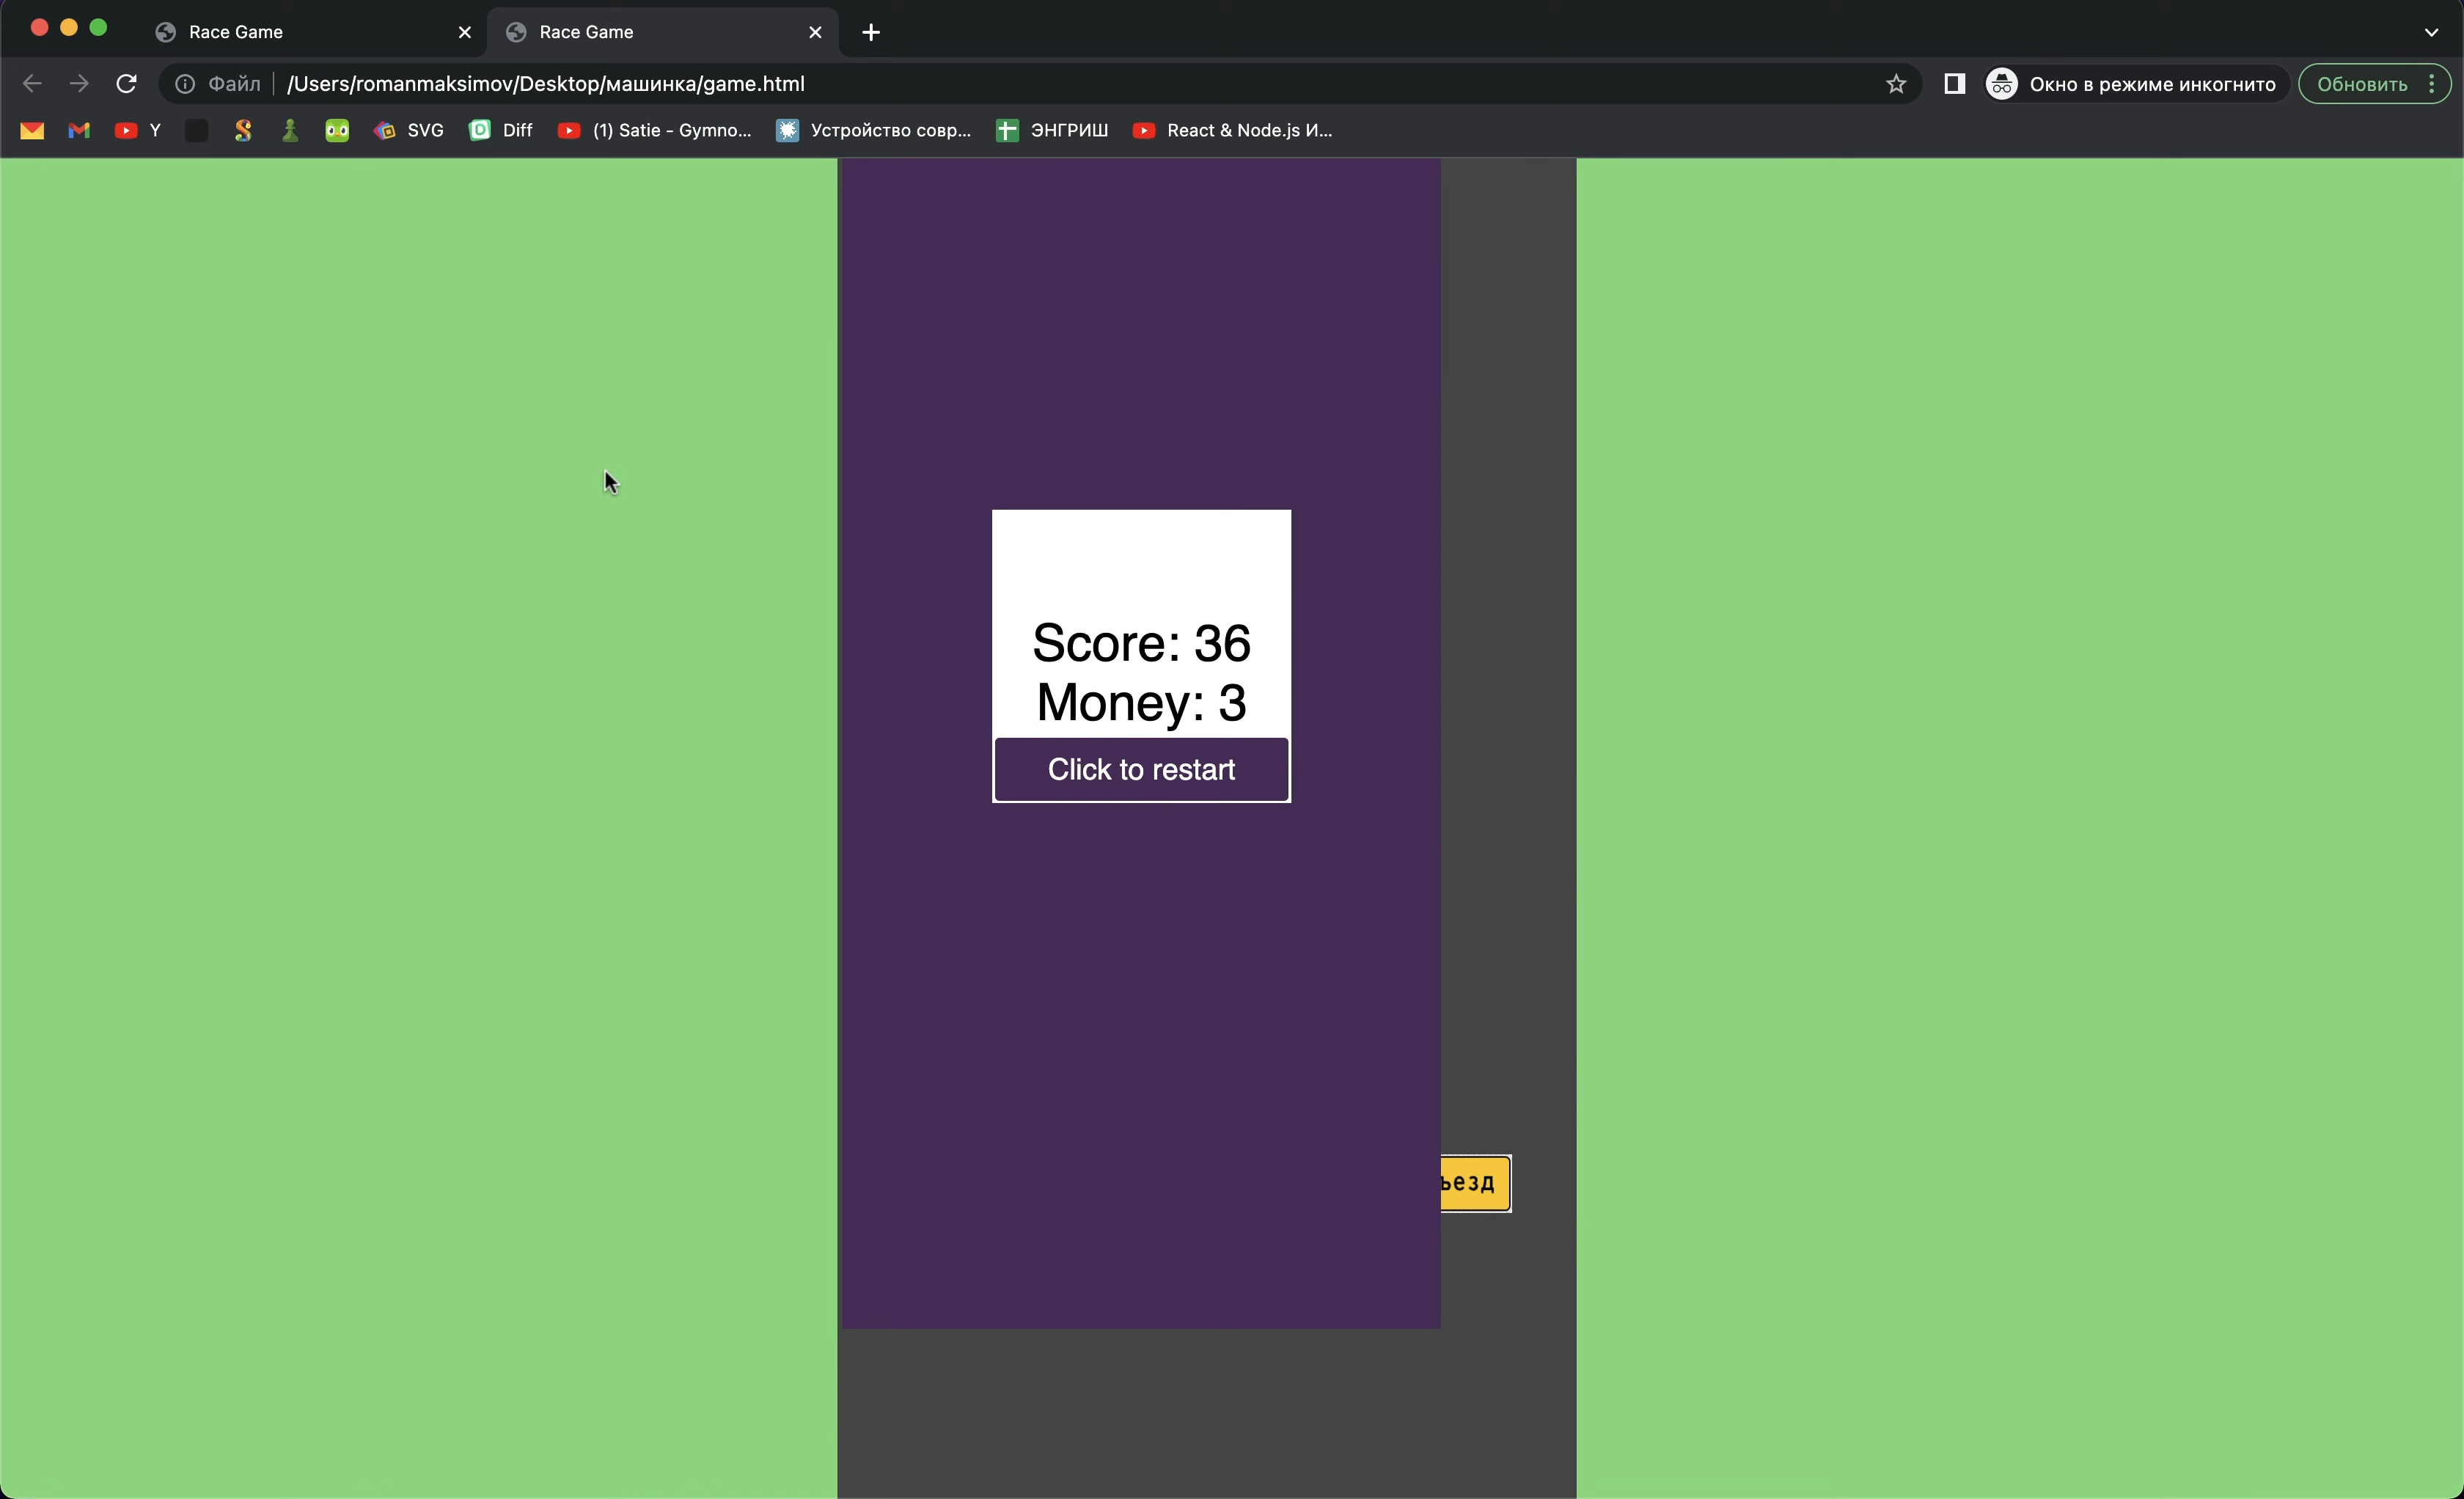 Race Game
Race Game
Файл
/Users/romanmaksimov/Desktop/машинка/game.html
Окно в режиме инкогнито
Обновить
Y
SVG
Diff
(1) Satie - Gymno...
Устройство совр...
ЭНГРИШ
React & Node.js И...
Score: 36
Money: 3
Click to restart
ъезд